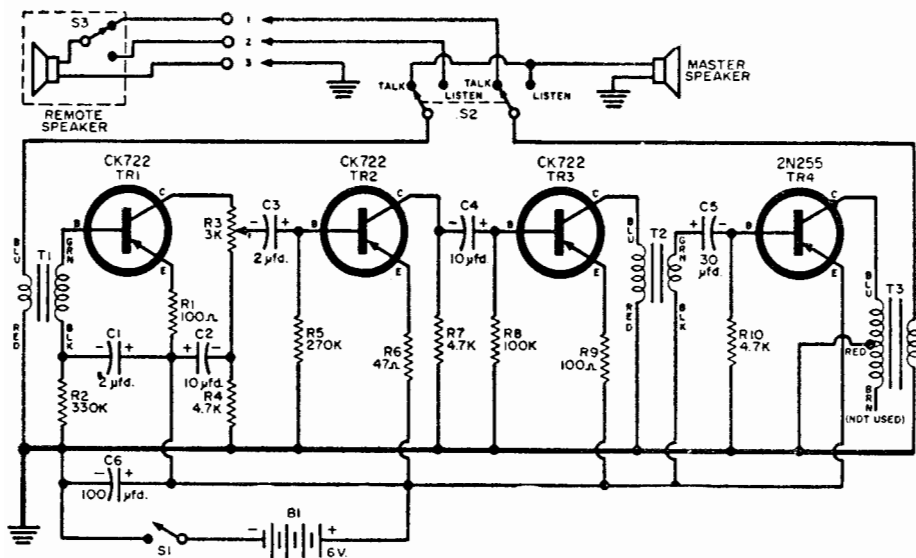 S3
1
2
3
REMOTE
SPEAKER
TALK
LISTEN
TALK
LISTEN
S2
MASTER
SPEAKER
CK722
TR1
CK722
TR2
CK722
TR3
2N255
TR4
B
C
E
B
C
E
B
C
E
B
C
E
BLU
T1
GRN
RED
BLK
R1
100Ω
R3
3K
- C3 +
2 µfd.
- C4 +
10 µfd.
BLU
T2
GRN
RED
BLK
+ C5 -
30
µfd.
BLU
T3
RED
BRN
(NOT USED)
- C1 +
2 µfd.
+ C2 -
10 µfd.
R2
330K
R4
4.7K
R5
270K
R6
47Ω
R7
4.7K
R8
100K
R9
100Ω
R10
4.7K
- C6 +
100 µfd.
S1
- B1 +
6V.